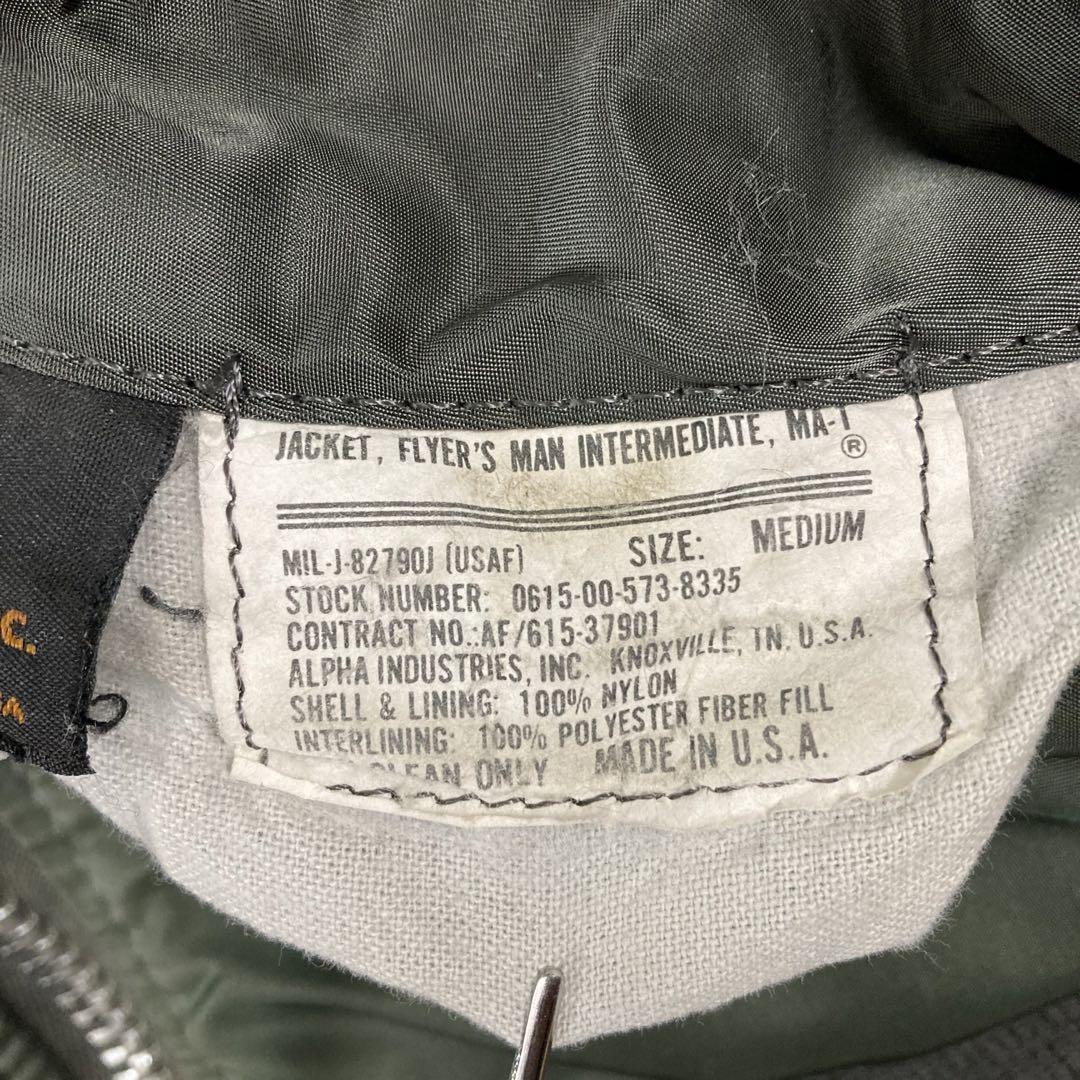 JACKET, FLYER'S MAN INTERMEDIATE, MA-1
®
MIL-J-82790J (USAF) SIZE: MEDIUM
STOCK NUMBER: 0615-00-573-8335
CONTRACT NO.:AF/615-37901
ALPHA INDUSTRIES, INC. KNOXVILLE, TN. U.S.A.
SHELL & LINING: 100% NYLON
INTERLINING: 100% POLYESTER FIBER FILL
CLEAN ONLY MADE IN U.S.A.
C.